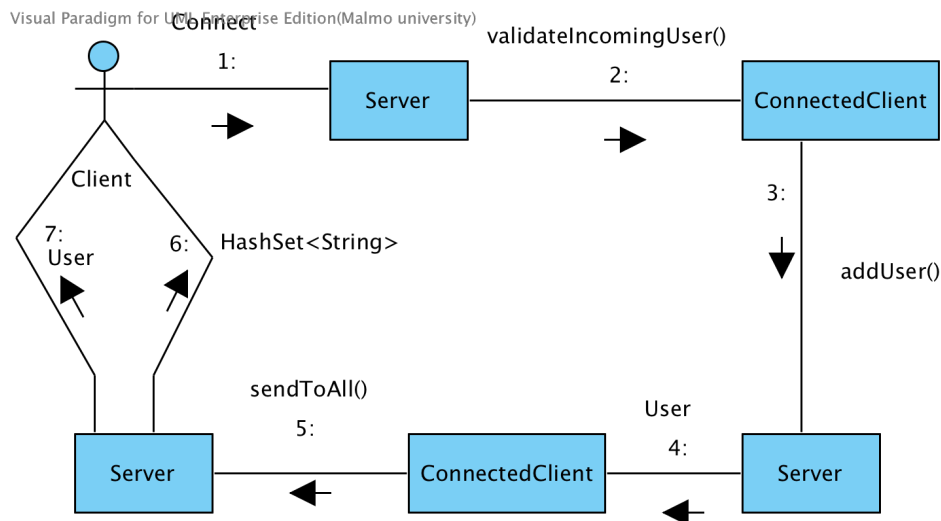 Visual Paradigm for UML Enterprise Edition(Malmo university)
Connect
1:
validateIncomingUser()
2:
Server
ConnectedClient
Client
3:
7:
User
6:
HashSet<String>
addUser()
sendToAll()
5:
User
4:
Server
ConnectedClient
Server